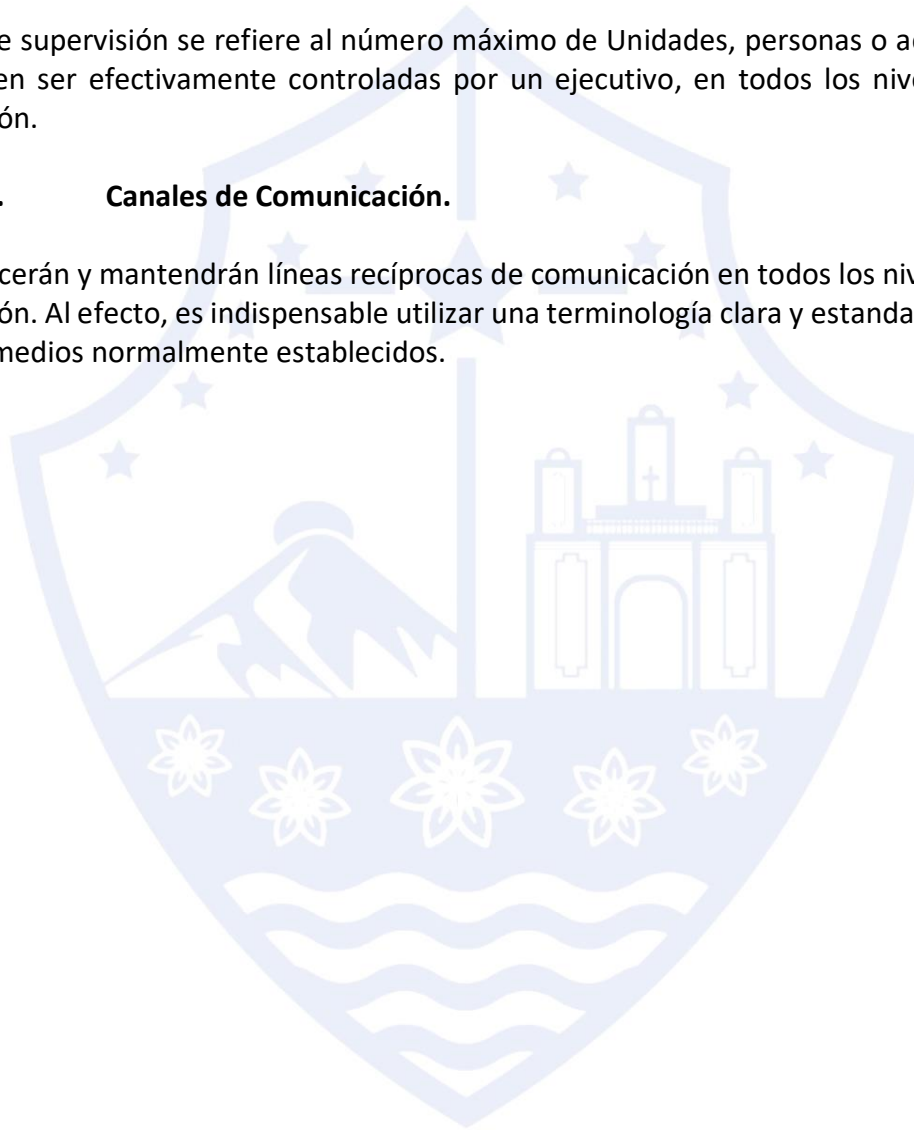 e supervisión se refiere al número máximo de Unidades, personas o a
en ser efectivamente controladas por un ejecutivo, en todos los niv
ón.
. Canales de Comunicación.
cerán y mantendrán líneas recíprocas de comunicación en todos los niv
ón. Al efecto, es indispensable utilizar una terminología clara y estanda
medios normalmente establecidos.